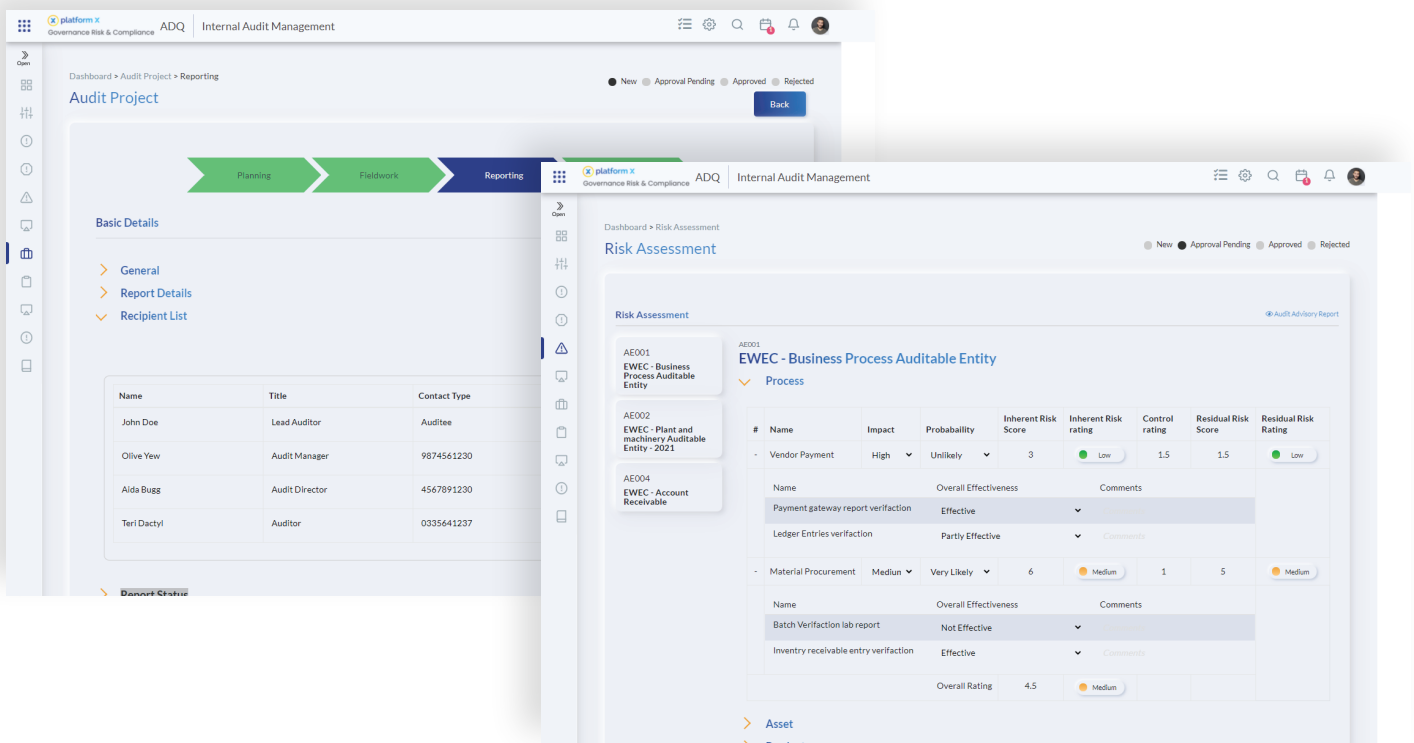 platform X
Governance Risk & Compliance
ADQ
Internal Audit Management
1
Open
Dashboard > Audit Project > Reporting
New
Approval Pending
Approved
Rejected
Audit Project
Back
Planning
Fieldwork
Reporting
Basic Details
General
Report Details
Recipient List
Name Title Contact Type
John Doe Lead Auditor Auditee
Olive Yew Audit Manager 9874561230
Aida Bugg Audit Director 4567891230
Teri Dactyl Auditor 0335641237
Report Status
platform X
Governance Risk & Compliance
ADQ
Internal Audit Management
1
Open
Dashboard > Risk Assessment
New
Approval Pending
Approved
Rejected
Risk Assessment
Risk Assessment
Audit Advisory Report
AE001
EWEC - Business
Process Auditable
Entity
AE002
EWEC - Plant and
machinery Auditable
Entity - 2021
AE004
EWEC - Account
Receivable
AE001
EWEC - Business Process Auditable Entity
Process
# Name Impact Probabaility Inherent Risk Score Inherent Risk rating Control rating Residual Risk Score Residual Risk Rating
- Vendor Payment High Unlikely 3 Low 1.5 1.5 Low
Name Overall Effectiveness Comments
Payment gateway report verifaction Effective
Ledger Entries verifaction Partly Effective Comments
- Material Procurement Medium Very Likely 6 Medium 1 5 Medium
Name Overall Effectiveness Comments
Batch Verifaction lab report Not Effective
Inventry receivable entry verifaction Effective Comments
Overall Rating 4.5 Medium
Asset